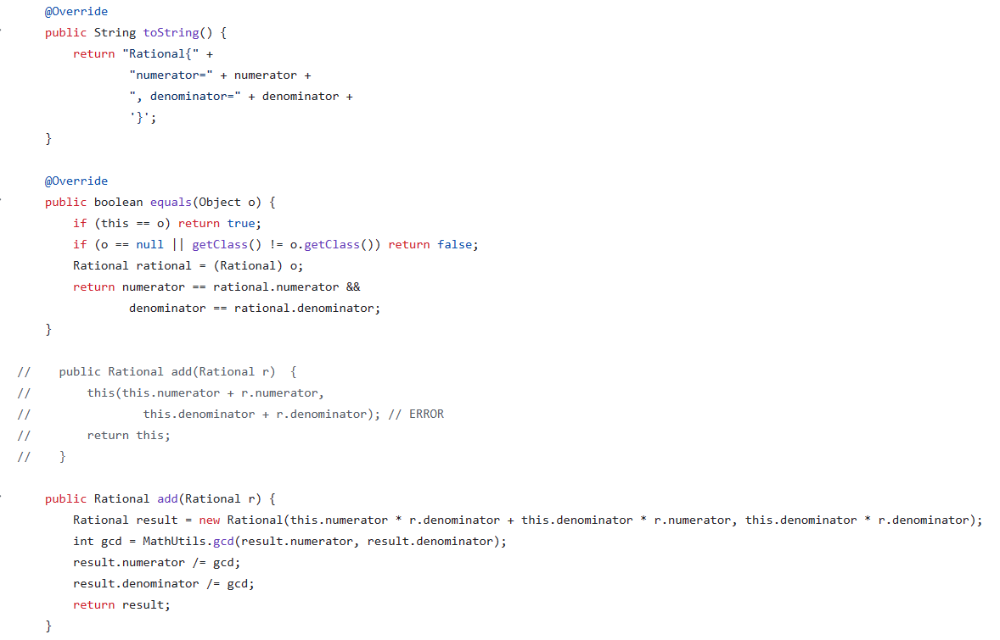 @Override
    public String toString() {
        return "Rational{" +
                "numerator=" + numerator +
                ", denominator=" + denominator +
                '}';
    }

    @Override
    public boolean equals(Object o) {
        if (this == o) return true;
        if (o == null || getClass() != o.getClass()) return false;
        Rational rational = (Rational) o;
        return numerator == rational.numerator &&
                denominator == rational.denominator;
    }

//    public Rational add(Rational r)  {
//        this(this.numerator + r.numerator,
//                this.denominator + r.denominator); // ERROR
//        return this;
//    }

    public Rational add(Rational r) {
        Rational result = new Rational(this.numerator * r.denominator + this.denominator * r.numerator, this.denominator * r.denominator);
        int gcd = MathUtils.gcd(result.numerator, result.denominator);
        result.numerator /= gcd;
        result.denominator /= gcd;
        return result;
    }